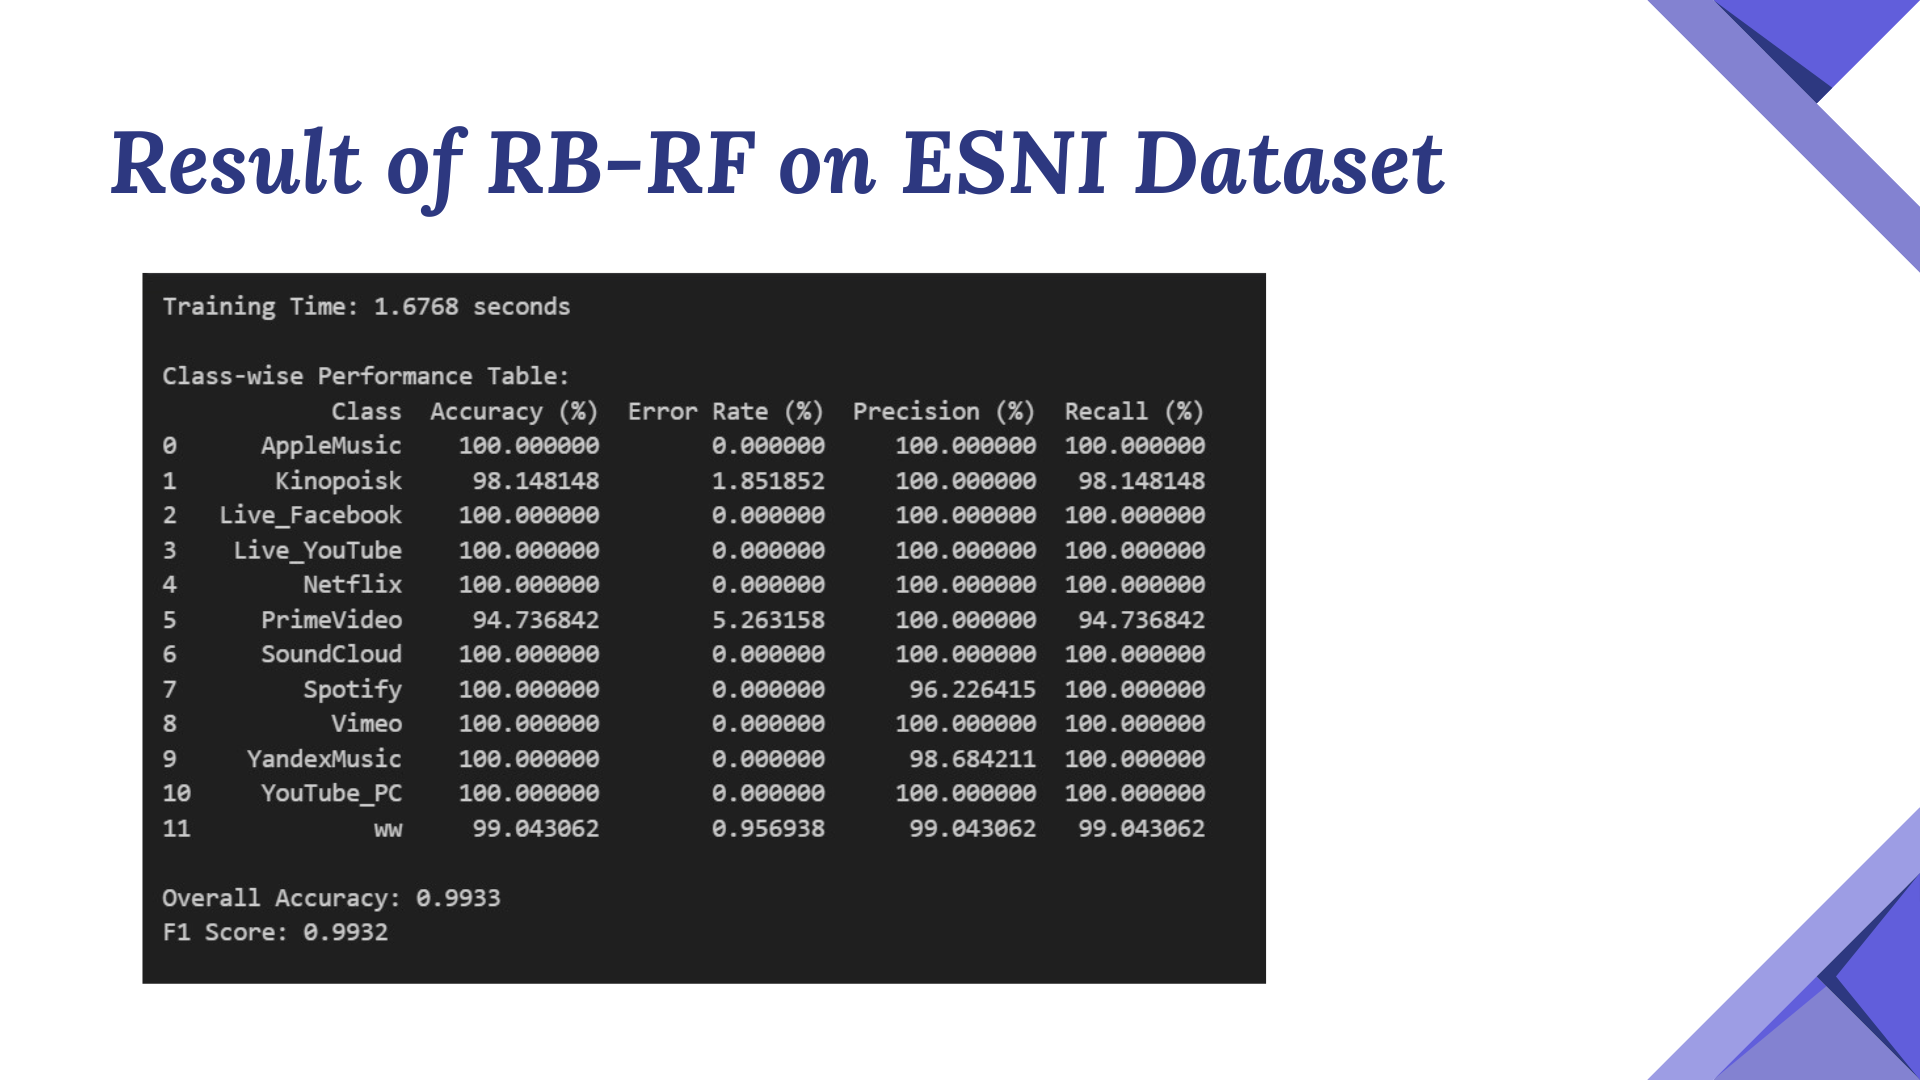 Result of RB-RF on ESNI Dataset
Training Time: 1.6768 seconds
Class-wise Performance Table:
Class Accuracy (%) Error Rate (%) Precision (%) Recall (%)
0 AppleMusic 100.000000 0.000000 100.000000 100.000000
1 Kinopoisk 98.148148 1.851852 100.000000 98.148148
2 Live_Facebook 100.000000 0.000000 100.000000 100.000000
3 Live_YouTube 100.000000 0.000000 100.000000 100.000000
4 Netflix 100.000000 0.000000 100.000000 100.000000
5 PrimeVideo 94.736842 5.263158 100.000000 94.736842
6 SoundCloud 100.000000 0.000000 100.000000 100.000000
7 Spotify 100.000000 0.000000 96.226415 100.000000
8 Vimeo 100.000000 0.000000 100.000000 100.000000
9 YandexMusic 100.000000 0.000000 98.684211 100.000000
10 YouTube_PC 100.000000 0.000000 100.000000 100.000000
11 ww 99.043062 0.956938 99.043062 99.043062
Overall Accuracy: 0.9933
F1 Score: 0.9932